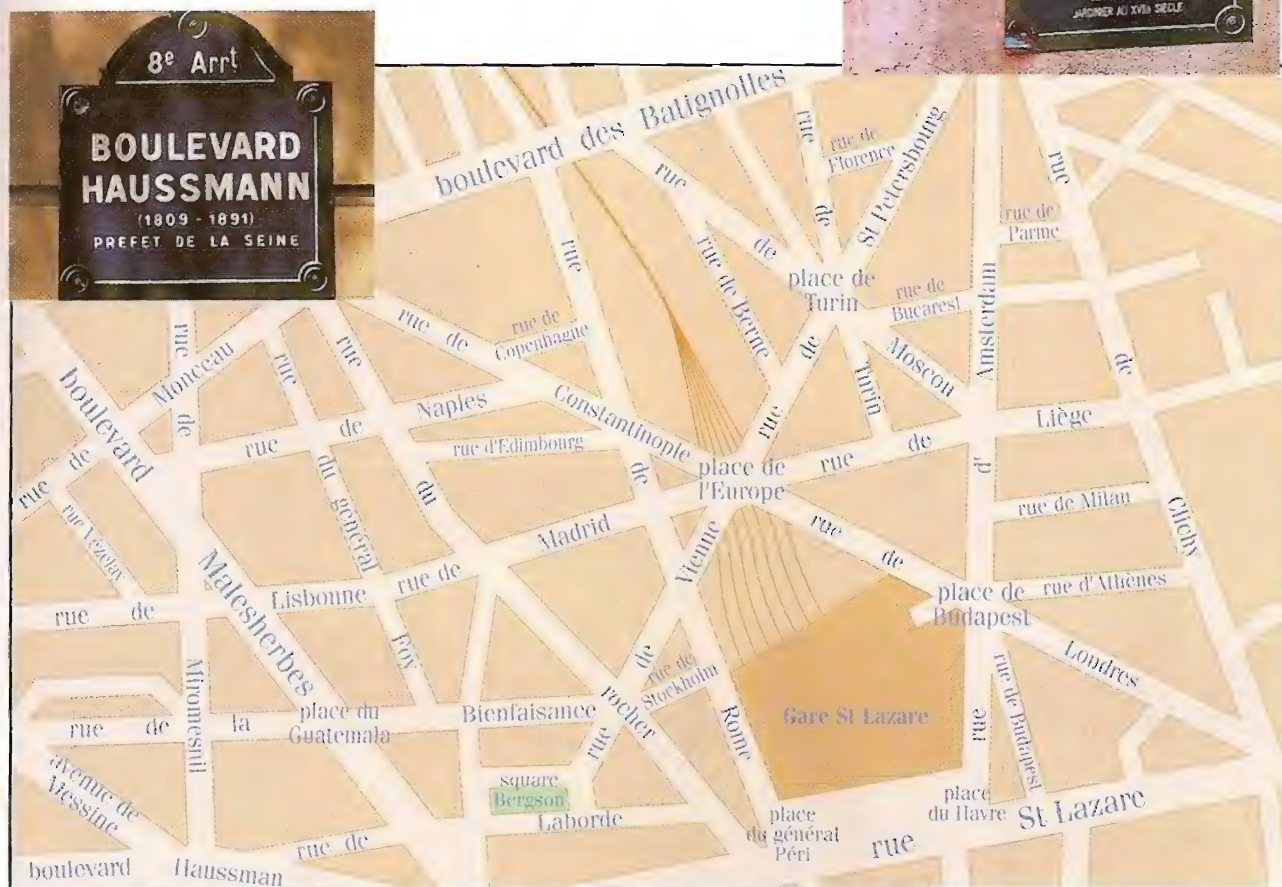 8e Arrt
BOULEVARD
HAUSSMANN
(1809 - 1891)
PREFET DE LA SEINE
JARDINIER AU XVIIe SIECLE
boulevard des Batignolles
rue de
Florence
rue de
St Petersbourg
rue de
rue de
Parme
rue de Clichy
rue d'Amsterdam
place de
Turin
rue de
Bucarest
rue de Berne
Moscou
Turin
rue de Liège
rue de
Copenhague
rue de Constantinople
rue de Monceau
rue de Naples
rue d'Edimbourg
rue du général Foy
rue du rocher
boulevard Malesherbes
rue de Miromesnil
rue Vézelay
place de
l'Europe
rue de Vienne
rue de Madrid
rue de Lisbonne
rue de Milan
rue d'Athènes
place de
Budapest
rue de Londres
rue de Budapest
rue de
Stockholm
rue de Rome
Gare St Lazare
rue de la Bienfaisance
place du
Guatemala
avenue de
Messine
square
Bergson
rue de Laborde
place
du général
Péri
place
du Havre
rue St Lazare
boulevard Haussman